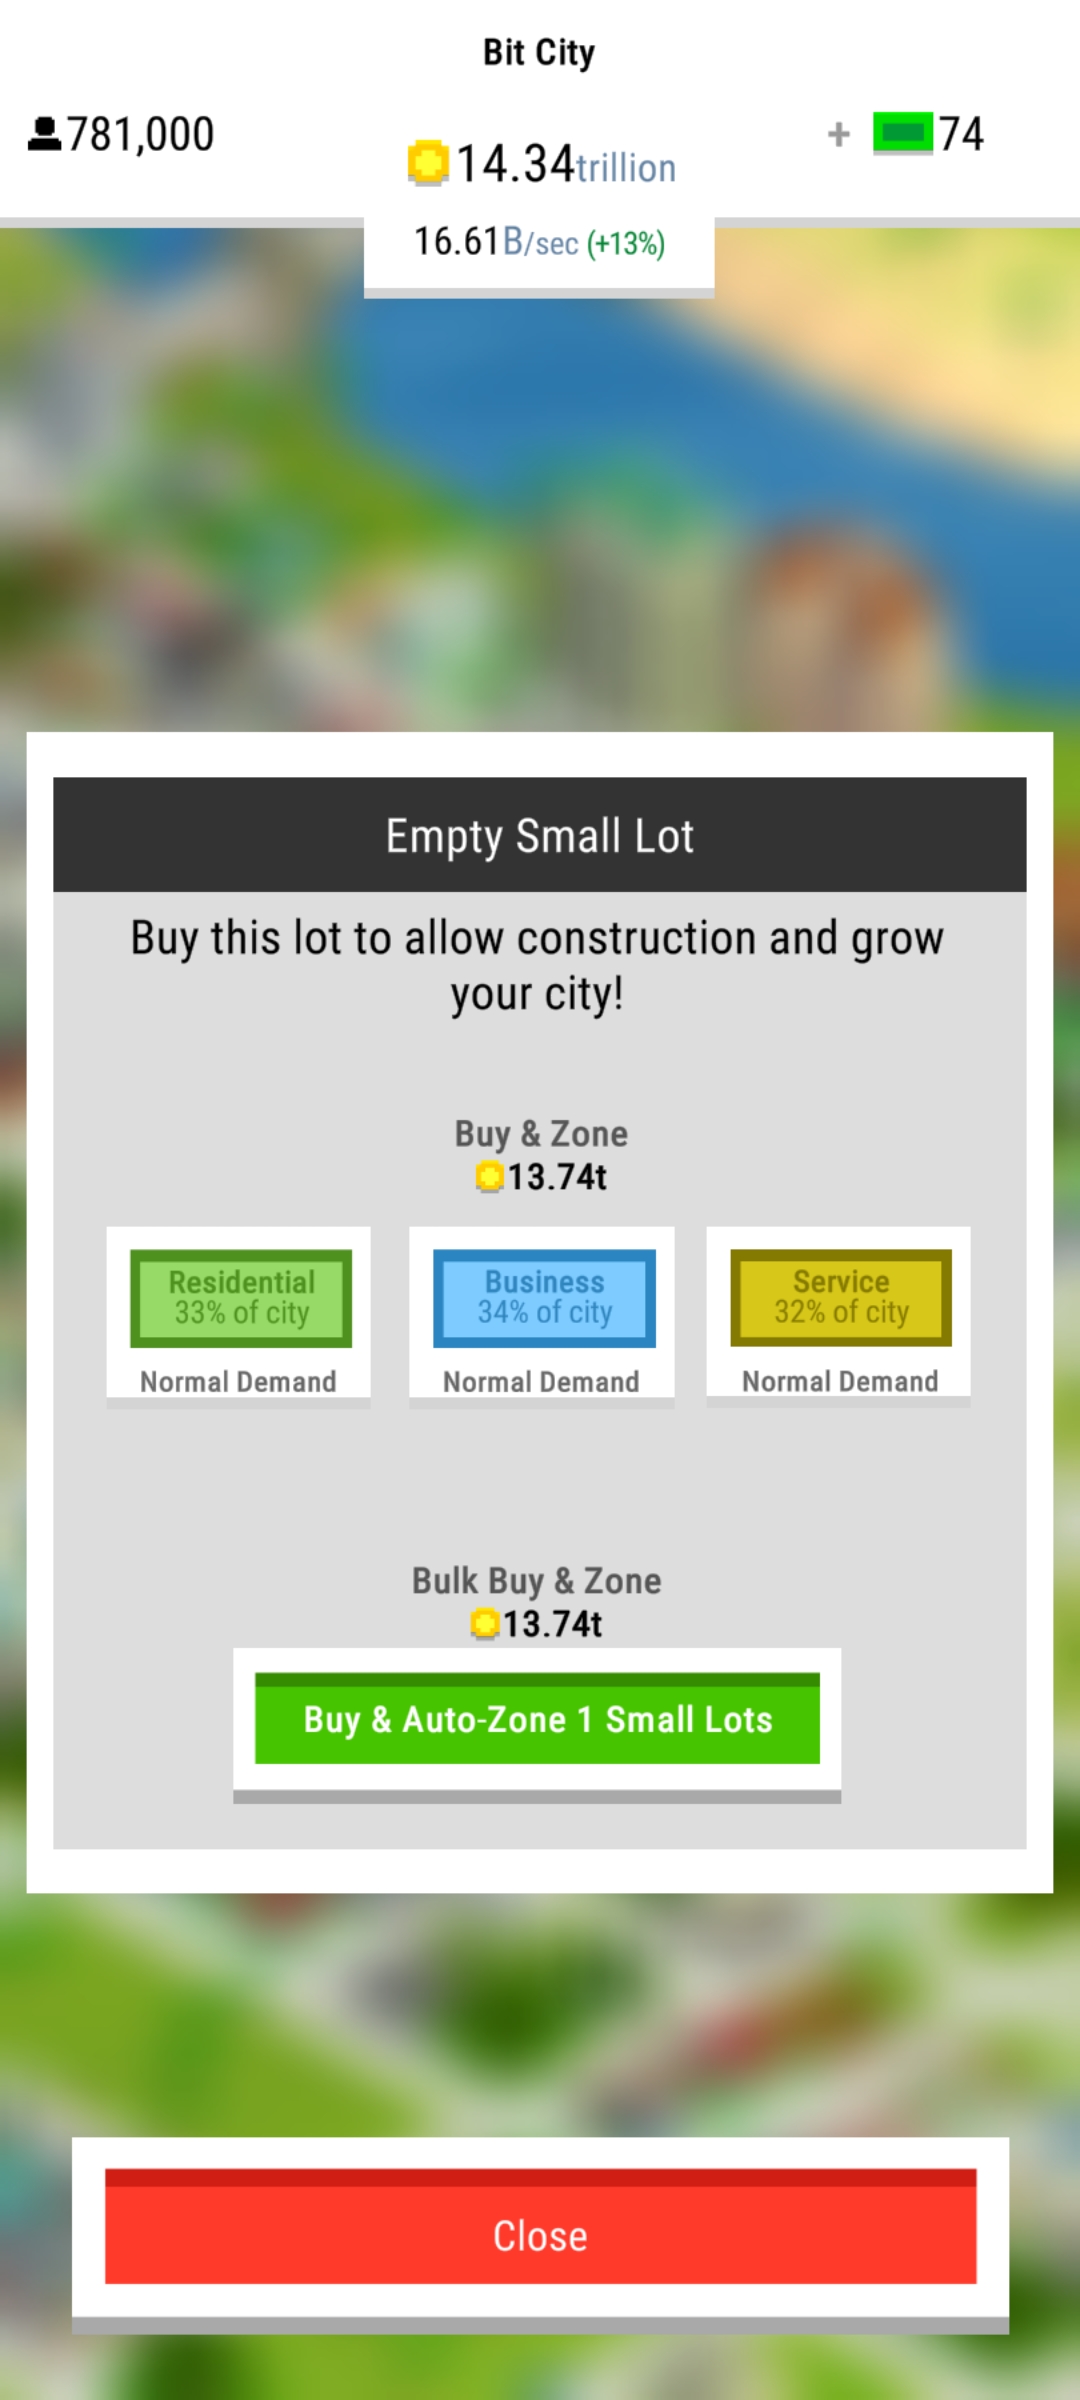 Bit City
781,000
+ 74
14.34trillion
16.61B/sec (+13%)
Empty Small Lot
Buy this lot to allow construction and grow
your city!
Buy & Zone
13.74t
Residential
33% of city
Normal Demand
Business
34% of city
Normal Demand
Service
32% of city
Normal Demand
Bulk Buy & Zone
13.74t
Buy & Auto-Zone 1 Small Lots
Close